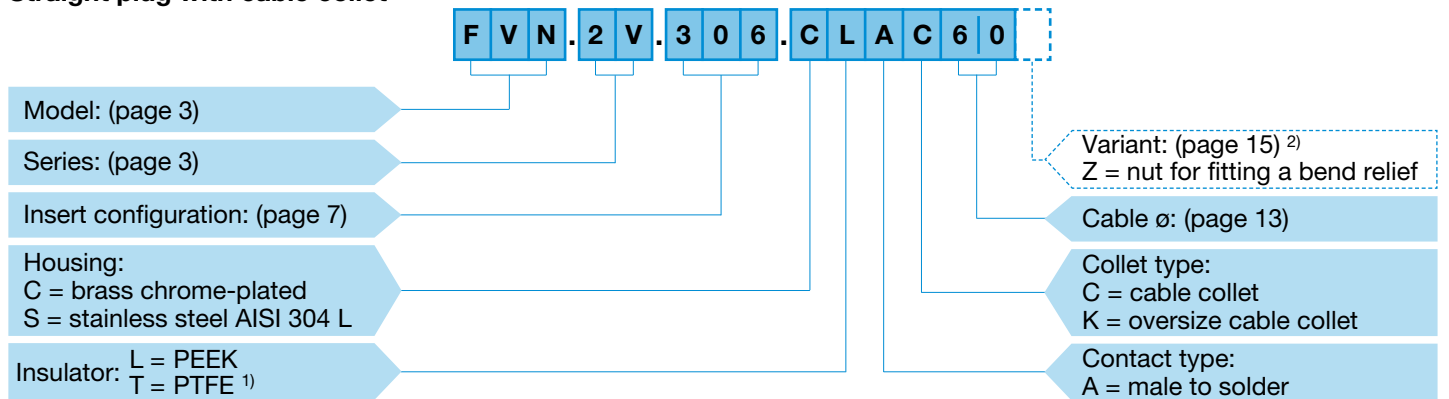 Straight plug with cable collet
F V N . 2 V . 3 0 6 . C L A C 6 0
Model: (page 3)
Series: (page 3)
Insert configuration: (page 7)
Housing:
C = brass chrome-plated
S = stainless steel AISI 304 L
Insulator: L = PEEK
T = PTFE 1)
Variant: (page 15) 2)
Z = nut for fitting a bend relief
Cable ø: (page 13)
Collet type:
C = cable collet
K = oversize cable collet
Contact type:
A = male to solder